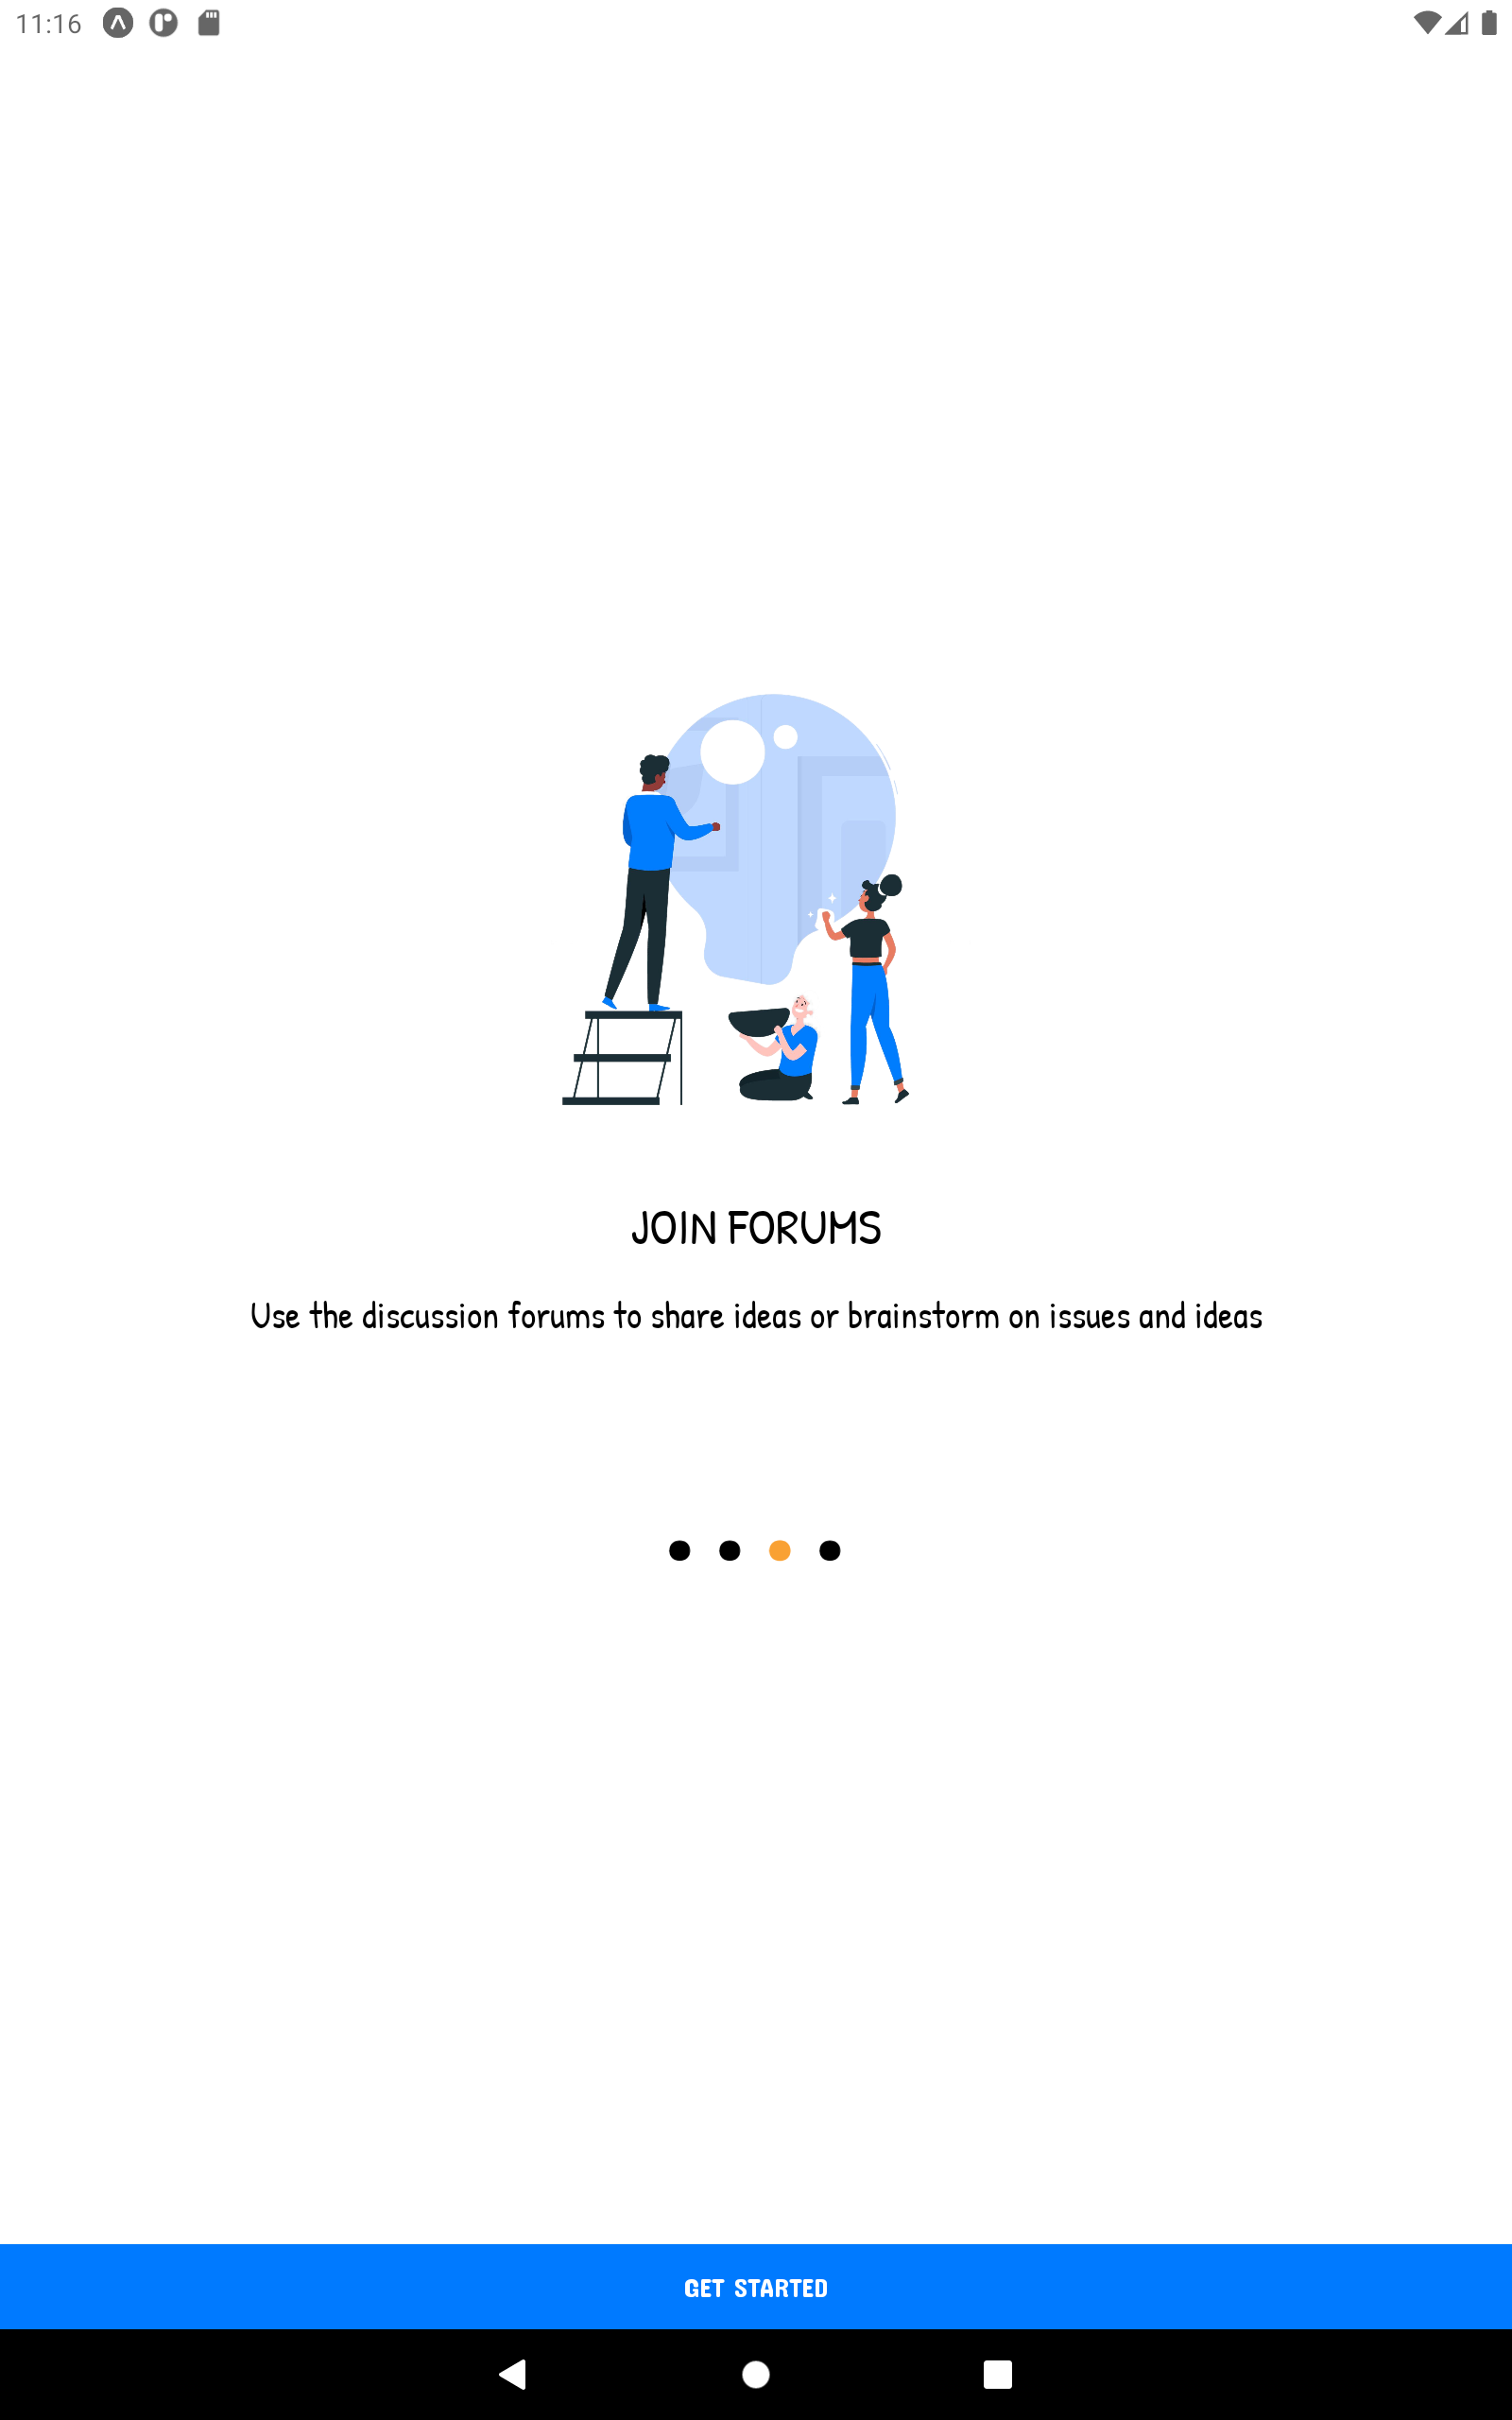 11:16
JOIN FORUMS
Use the discussion forums to share ideas or brainstorm on issues and ideas
GET STARTED